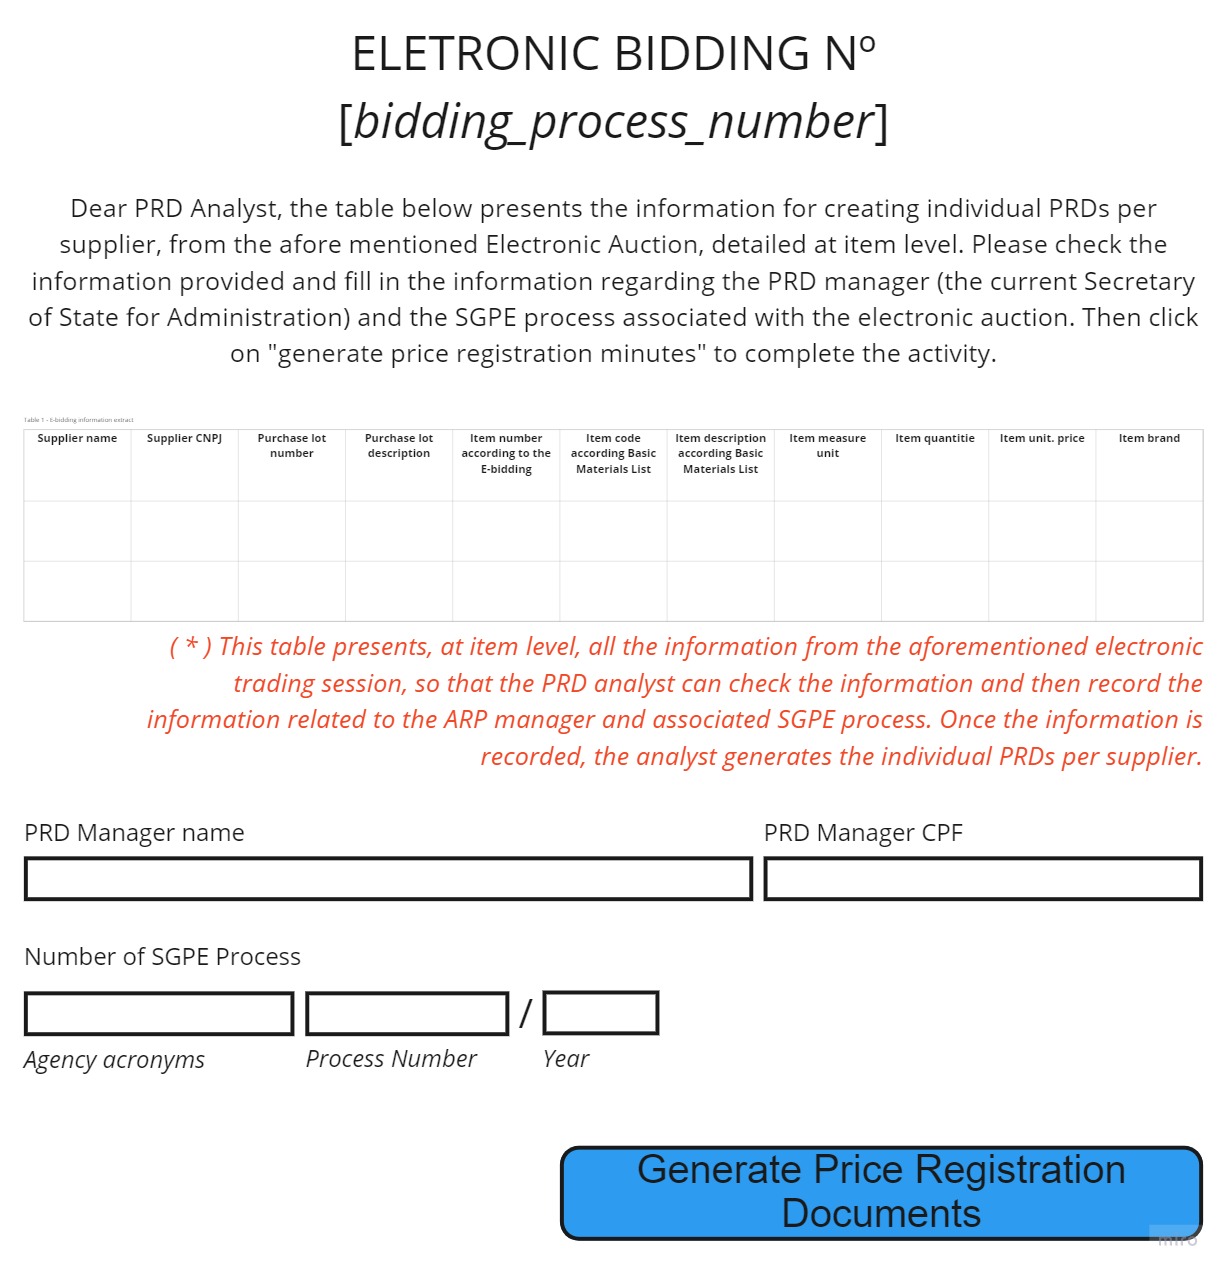 ELETRONIC BIDDING Nº
[bidding_process_number]
Dear PRD Analyst, the table below presents the information for creating individual PRDs per
supplier, from the afore mentioned Electronic Auction, detailed at item level. Please check the
information provided and fill in the information regarding the PRD manager (the current Secretary
of State for Administration) and the SGPE process associated with the electronic auction. Then click
on "generate price registration minutes" to complete the activity.
Table 1 - E-bidding information extract
Supplier name
Supplier CNPJ
Purchase lot
number
Purchase lot
description
Item number
according to the
E-bidding
Item code
according Basic
Materials List
Item description
according Basic
Materials List
Item measure
unit
Item quantitie
Item unit. price
Item brand
( * ) This table presents, at item level, all the information from the aforementioned electronic
trading session, so that the PRD analyst can check the information and then record the
information related to the ARP manager and associated SGPE process. Once the information is
recorded, the analyst generates the individual PRDs per supplier.
PRD Manager name
PRD Manager CPF
Number of SGPE Process
/
Agency acronyms
Process Number
Year
Generate Price Registration
Documents
miro